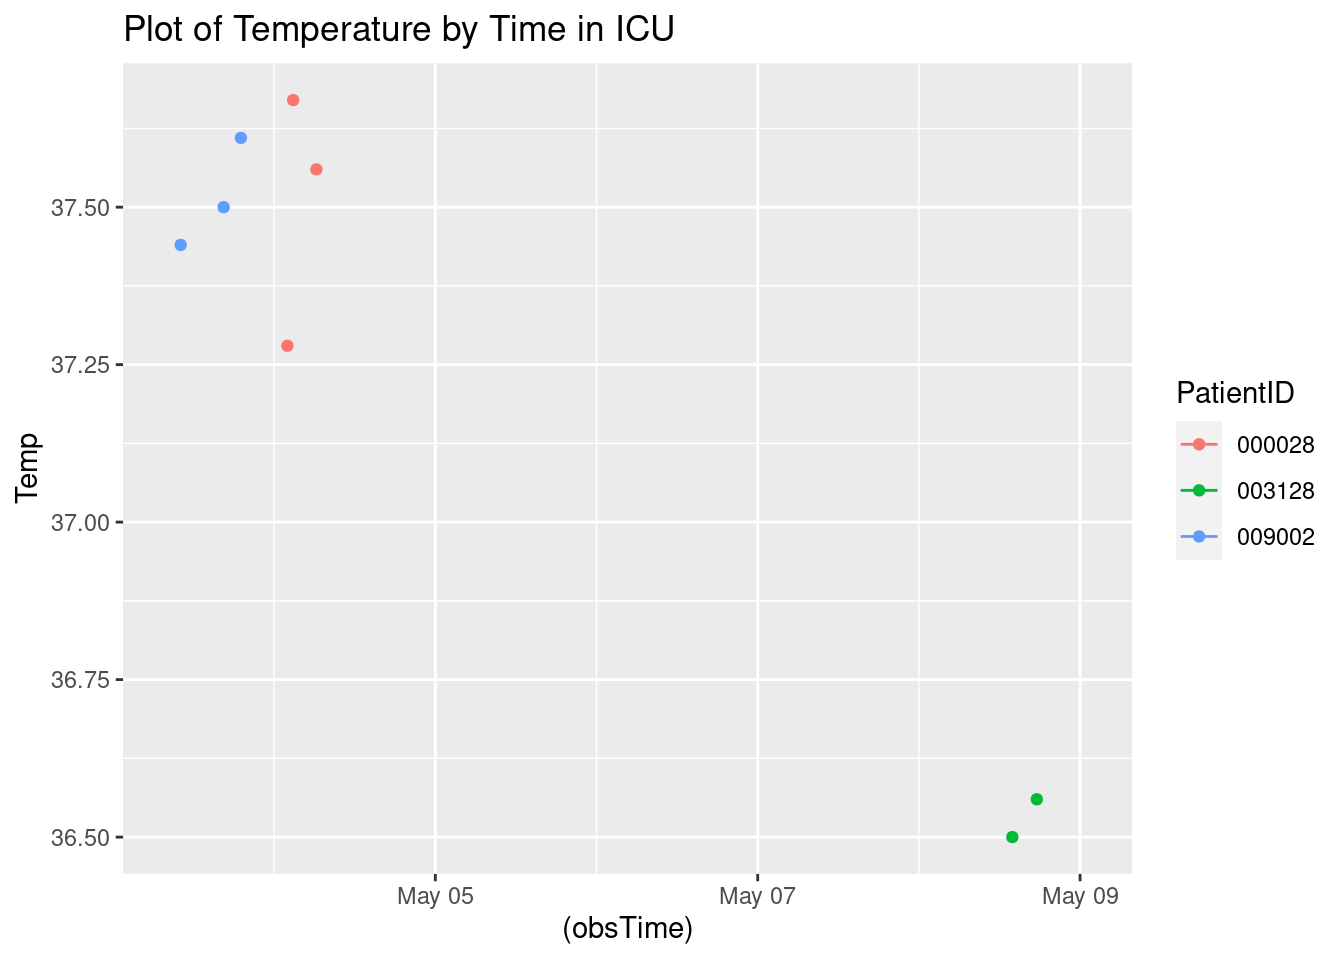 Plot of Temperature by Time in ICU
37.50
37.25
37.00
36.75
36.50
Temp
May 05
May 07
May 09
(obsTime)
PatientID
000028
003128
009002